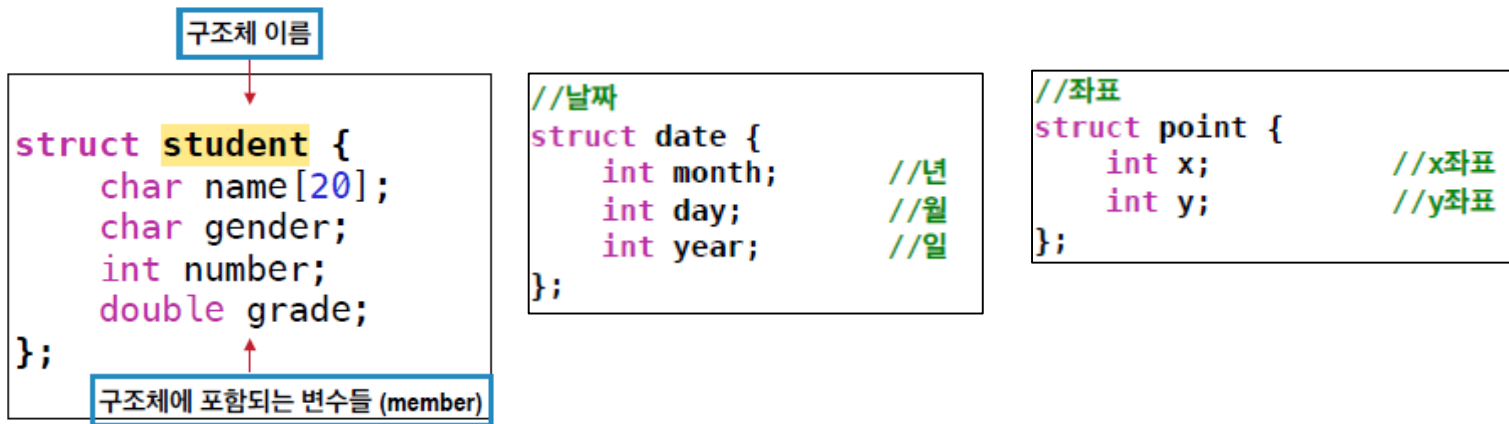 구조체 이름
struct student {
char name[20];
char gender;
int number;
double grade;
};
구조체에 포함되는 변수들 (member)
//날짜
struct date {
int month; //년
int day; //월
int year; //일
};
//좌표
struct point {
int x; //x좌표
int y; //y좌표
};